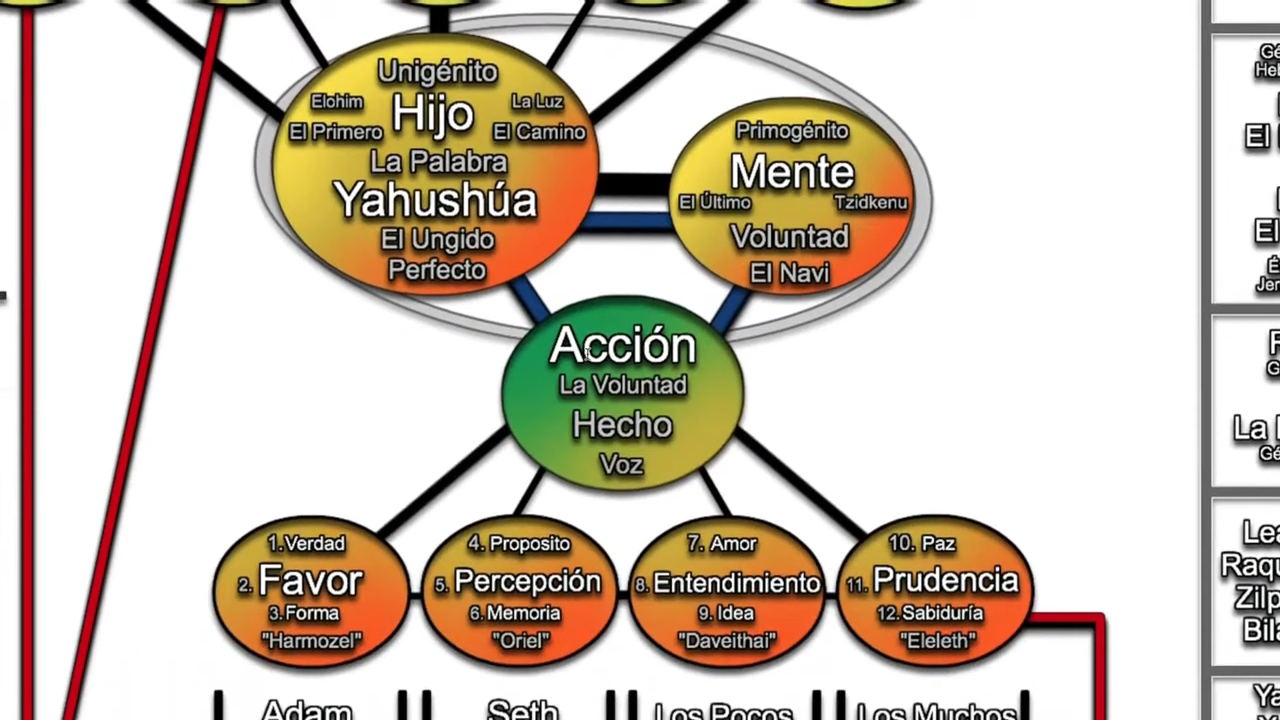 Unigénito
Elohim
La Luz
Hijo
El Primero
El Camino
La Palabra
Yahushúa
El Ungido
Perfecto
Primogénito
Mente
El Último
Tzidkenu
Voluntad
El Navi
Acción
La Voluntad
Hecho
Voz
1.Verdad
2. Favor
3.Forma
"Harmozel"
4. Proposito
5. Percepción
6. Memoria
"Oriel"
7. Amor
8. Entendimiento
9. Idea
"Daveithai"
10. Paz
11. Prudencia
12. Sabiduría
"Eleleth"
Adam
Seth
Los Pocos
Los Muchos
El
El
La